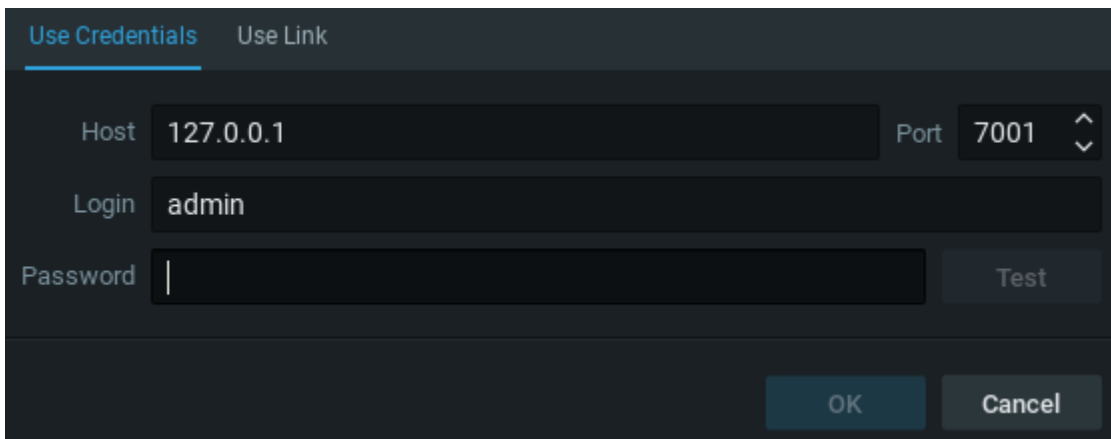 Use Credentials Use Link
Host 127.0.0.1 Port 7001
Login admin
Password Test
OK Cancel